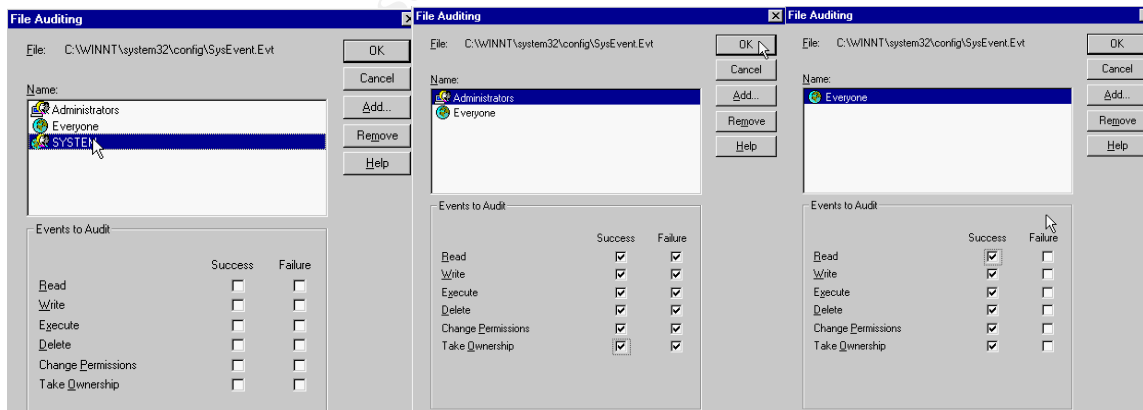 File Auditing
File: C:\WINNT\system32\config\SysEvent.Evt
OK
Cancel
Name:
Add...
Administrators
Everyone
Remove
SYSTEM
Help
Events to Audit
Success Failure
Read
Write
Execute
Delete
Change Permissions
Take Ownership
File Auditing
File: C:\WINNT\system32\config\SysEvent.Evt
OK
Cancel
Name:
Add...
Administrators
Everyone
Remove
Help
Events to Audit
Success Failure
Read
Write
Execute
Delete
Change Permissions
Take Ownership
File Auditing
File: C:\WINNT\system32\config\SysEvent.Evt
OK
Cancel
Name:
Add...
Everyone
Remove
Help
Events to Audit
Success Failure
Read
Write
Execute
Delete
Change Permissions
Take Ownership